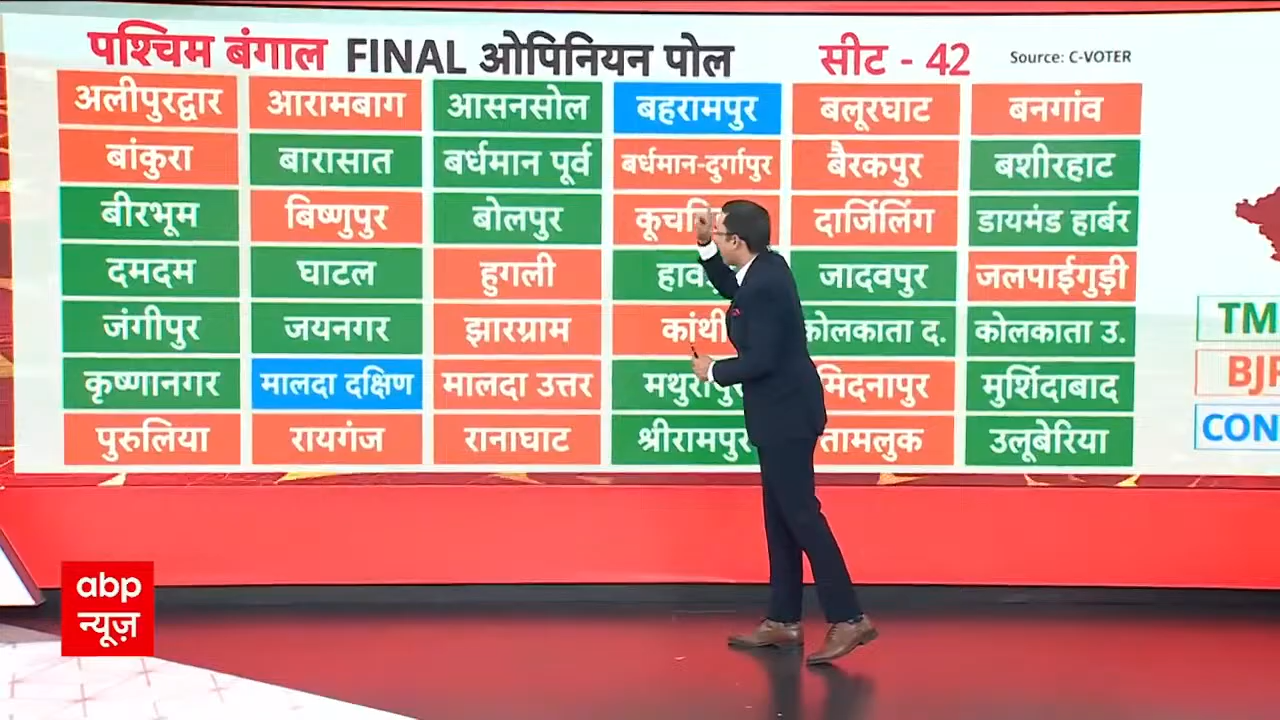 पश्चिम बंगाल FINAL ओपिनियन पोल सीट - 42 Source: C-VOTER
अलीपुरद्वार आरामबाग आसनसोल बहरामपुर बलूरघाट बनगांव
बांकुरा बारासात बर्धमान पूर्व बर्धमान-दुर्गापुर बैरकपुर बशीरहाट
बीरभूम बिष्णुपुर बोलपुर दार्जिलिंग डायमंड हार्बर
दमदम घाटल हुगली जादवपुर जलपाईगुड़ी
जंगीपुर जयनगर झारग्राम कांथी कोलकाता द. कोलकाता उ.
कृष्णानगर मालदा दक्षिण मालदा उत्तर मथुरापुर मिदनापुर मुर्शिदाबाद
पुरुलिया रायगंज रानाघाट श्रीरामपुर तामलुक उलूबेरिया
TM
BJP
CON
abp
न्यूज़